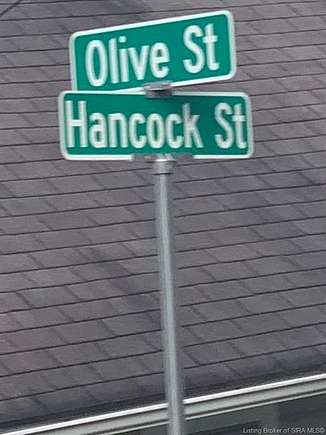 Olive St
Hancock St
Listing Broker of SIRA MLS©